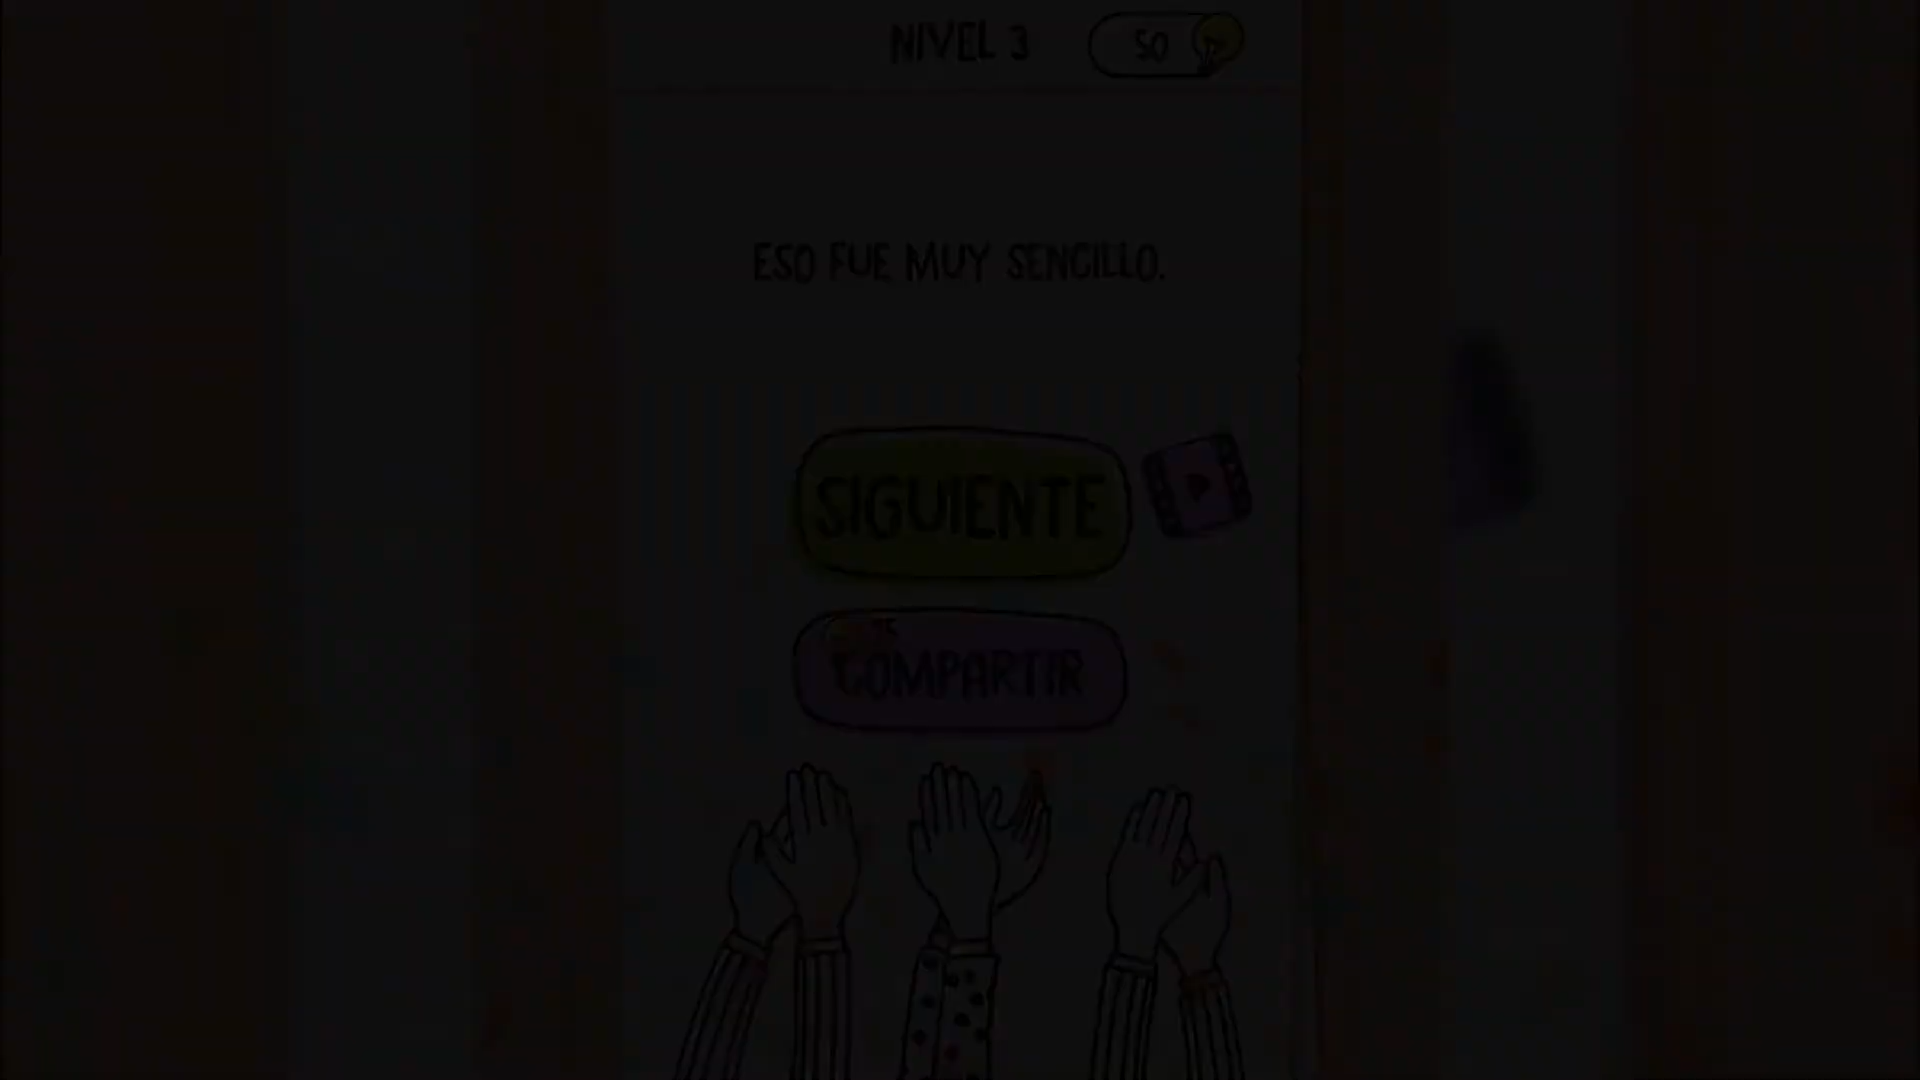 NIVEL 3
50
ESO FUE MUY SENCILLO.
SIGUIENTE
COMPARTIR